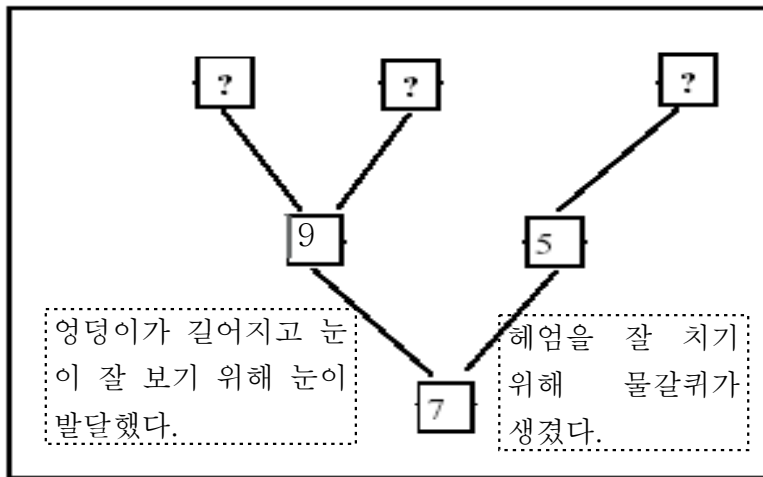 ? ? ?
9 5
엉덩이가 길어지고 눈
이 잘 보기 위해 눈이
발달했다.
헤엄을 잘 치기
위해 물갈퀴가
생겼다.
7